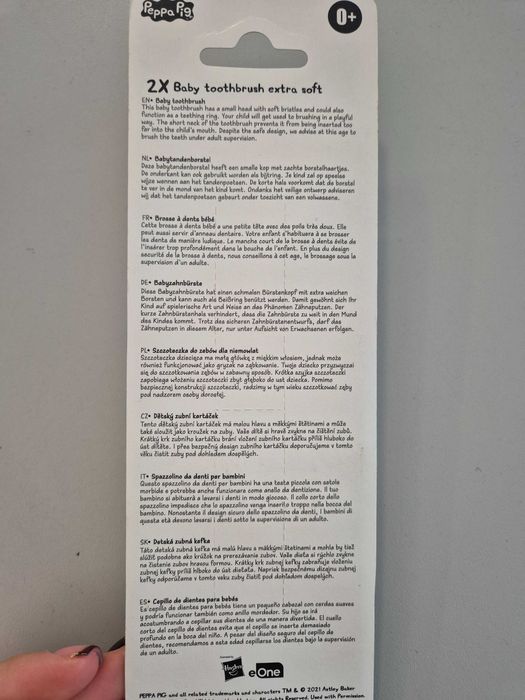 Peppa Pig
0+
2X Baby toothbrush extra soft
EN• Baby toothbrush
This baby toothbrush has a small head with soft bristles and could also
function as a teething ring. Your child will get used to brushing in a playful
way. The short neck of the toothbrush prevents it from being inserted too
far into the child's mouth. Despite the safe design, we advise at this age to
brush the teeth under adult supervision.
NL• Babytandenborstel
Deze babytandenborstel heeft een smalle kop met zachte borstelhaartjes.
De onderkant kan ook gebruikt worden als bijtring. Je kind zal op speelse
wijze wennen aan het tandenpoetsen. De korte hals voorkomt dat de borstel
te ver in de mond van het kind komt. Ondanks het veilige ontwerp adviseren
wij dat het tandenpoetsen gebeurt onder toezicht van een volwassene.
FR• Brosse à dents bébé
Cette brosse à dents bébé a une petite tête avec des poils très doux. Elle
peut aussi servir d'anneau dentaire. Votre enfant s'habituera à se brosser
les dents de manière ludique. Le manche court de la brosse à dents évite de
l'insérer trop profondément dans la bouche de l'enfant. En plus du design
securité de la brosse à dents, nous conseillons à cet age, le brossage sous la
supervision d'un adulte.
DE• Babyzahnbürste
Diese Babyzahnbürste hat einen schmalen Bürstenkopf mit extra weichen
Borsten und kann auch als Beißring benützt werden. Damit gewöhnt sich Ihr
Kind auf spielerische Art und Weise an das Phänomen Zähneputzen. Der
kurze Zahnbürstenhals verhindert, dass die Zahnbürste zu weit in den Mund
des Kindes kommt. Trotz des sicheren Zahnbürstenentwurfs, darf das
Zähneputzen in diesem Alter, nur unter Aufsicht von Erwachsenen erfolgen.
PL• Szczoteczka do zebów dla niemowlat
Szczoteczka dziecięca ma małą główkę z miękkim włosiem, jednak może
również funkcjonować jako gryzak na ząbkowanie. Twoje dziecko przyzwyczai
się do szczotkowania zębów w zabawny sposób. Krótka szyjka szczoteczki
zapobiega włożeniu szczoteczki zbyt głęboko do ust dziecka. Pomimo
bezpiecznej konstrukcji szczoteczki, radzimy w tym wieku szczotkować zęby
pod nadzorem osoby dorosłej.
CZ• Dětský zubní kartáček
Tento dětský zubní kartáček má malou hlavu s měkkými štětinami a může
také sloužit jako kroužek na zuby. Vaše dítě si hravě zvykne na čištění zubů.
Krátký krk zubního kartáčku brání vložení zubního kartáčku příliš hluboko do
úst dítěte. I přes bezpečný design zubního kartáčku doporučujeme v tomto
věku čistit zuby pod dohledem dospělých.
IT• Spazzolino da denti per bambini
Questo spazzolino da denti per bambini ha una testa piccola con setole
morbide e potrebbe anche funzionare come anello da dentizione. Il tuo
bambino si abituerà a lavarsi i denti in modo giocoso. Il collo corto dello
spazzolino impedisce che lo spazzolino venga inserito troppo nella bocca del
bambino. Nonostante il design sicuro dello spazzolino da denti, i bambini di
questa età devono lavarsi i denti sotto la supervisione di un adulto.
SK• Detská zubná kefka
Táto detská zubná kefka má malú hlavu s mäkkými štetinami a mohla by tiež
slúžiť podobne ako krúžok na prerezávanie zubov. Vaše dieťa si rýchlo zvykne
na čistenie zubov hravou formou. Krátky krk zubnej kefky zabraňuje vloženiu
zubnej kefky príliš hlboko do úst dieťaťa. Napriek bezpečnému dizajnu zubnej
kefky odporúčame v tomto veku zuby čistiť pod dohľadom dospelých.
ES• Cepillo de dientes para bebés
Es cepillo de dientes para bebés tiene un pequeño cabezal con cerdas suaves
y podría funcionar también como anillo mordedor. Su hijo se irá
acostumbrando a cepillar sus dientes de una manera divertida. El cuello
corto del cepillo de dientes evita que el cepillo se inserte demasiado
profundo en la boca del niño. A pesar del diseño seguro del cepillo de
dientes, recomendamos a esta edad cepillarse los dientes bajo la supervisión
de un adulto.
Hasbro eOne
PEPPA PIG and all related trademarks and characters TM & © 2021 Astley Baker